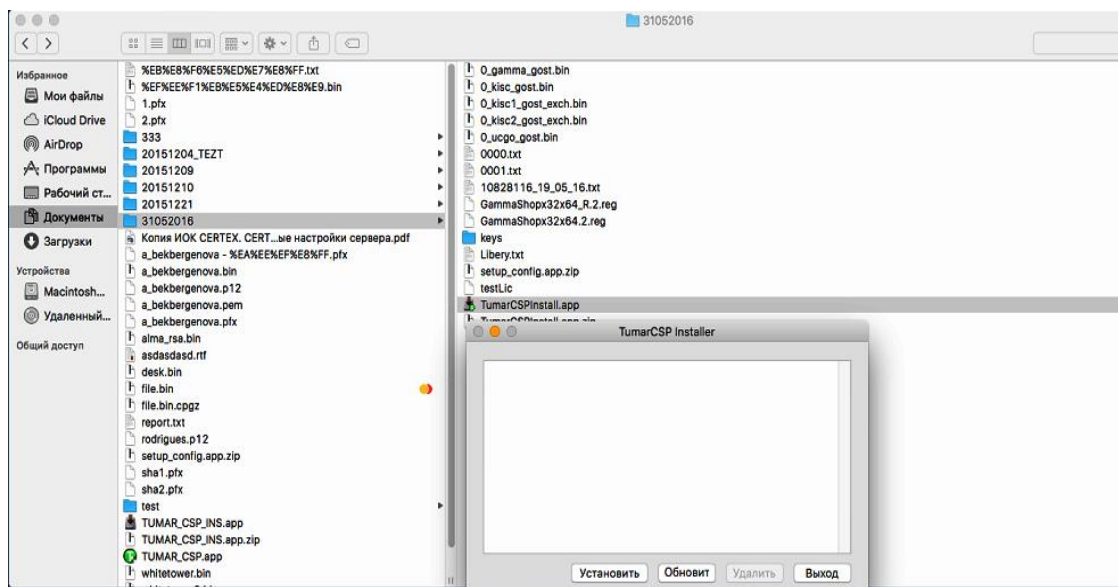 31052016
Избранное
Мои файлы
iCloud Drive
AirDrop
Программы
Рабочий ст...
Документы
Загрузки
Устройства
Macintosh...
Удаленный...
Общий доступ
%EB%E8%F6%E5%ED%E7%E8%FF.txt
%EF%EE%F1%EB%E5%E4%ED%E8%E9.bin
1.pfx
2.pfx
333
20151204_TEZT
20151209
20151210
20151221
31052016
Копия ИОК CERTEX. CERT...ые настройки сервера.pdf
a_bekbergenova - %EA%EE%EF%E8%FF.pfx
a_bekbergenova.bin
a_bekbergenova.p12
a_bekbergenova.pem
a_bekbergenova.pfx
alma_rsa.bin
asdasdasd.rtf
desk.bin
file.bin
file.bin.cpgz
report.txt
rodrigues.p12
setup_config.app.zip
sha1.pfx
sha2.pfx
test
TUMAR_CSP_INS.app
TUMAR_CSP_INS.app.zip
TUMAR_CSP.app
whitetower.bin
0_gamma_gost.bin
0_kisc_gost.bin
0_kisc1_gost_exch.bin
0_kisc2_gost_exch.bin
0_ucgo_gost.bin
0000.txt
0001.txt
10828116_19_05_16.txt
GammaShopx32x64_R.2.reg
GammaShopx32x64.2.reg
keys
Libery.txt
setup_config.app.zip
testLic
TumarCSPInstall.app
TumarCSPInstall.app.zip
TumarCSP Installer
Установить
Обновит
Удалить
Выход